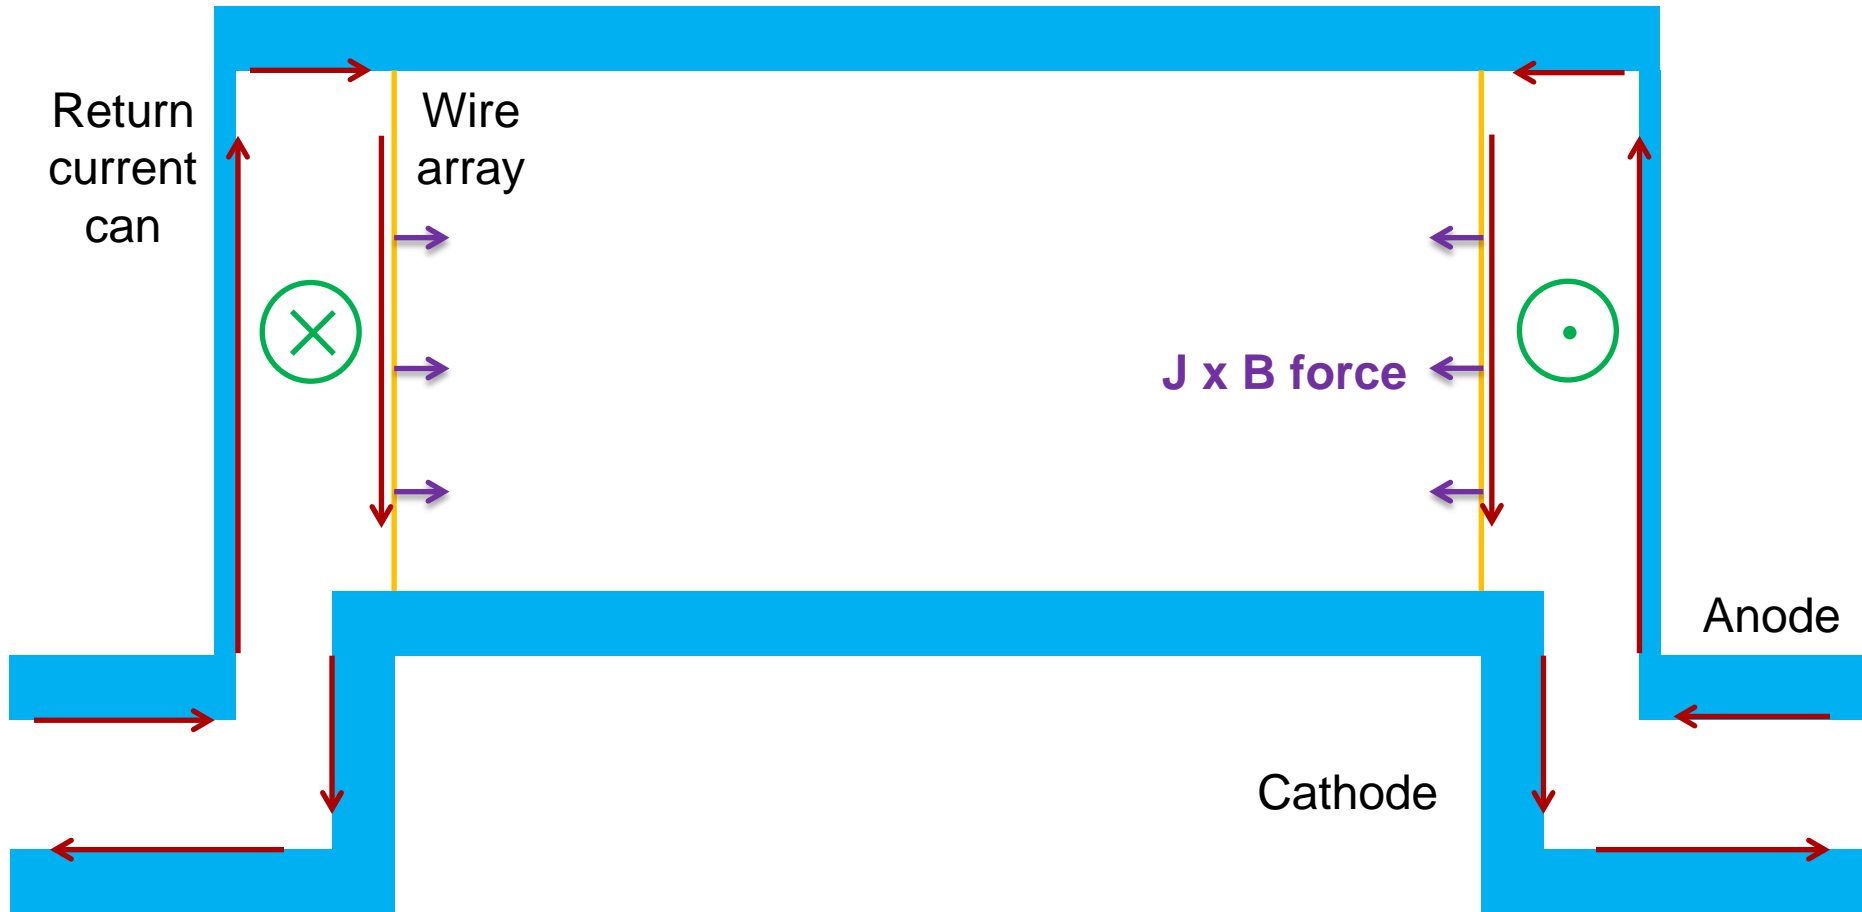 Return
current
can
Wire
array
J x B force
Anode
Cathode